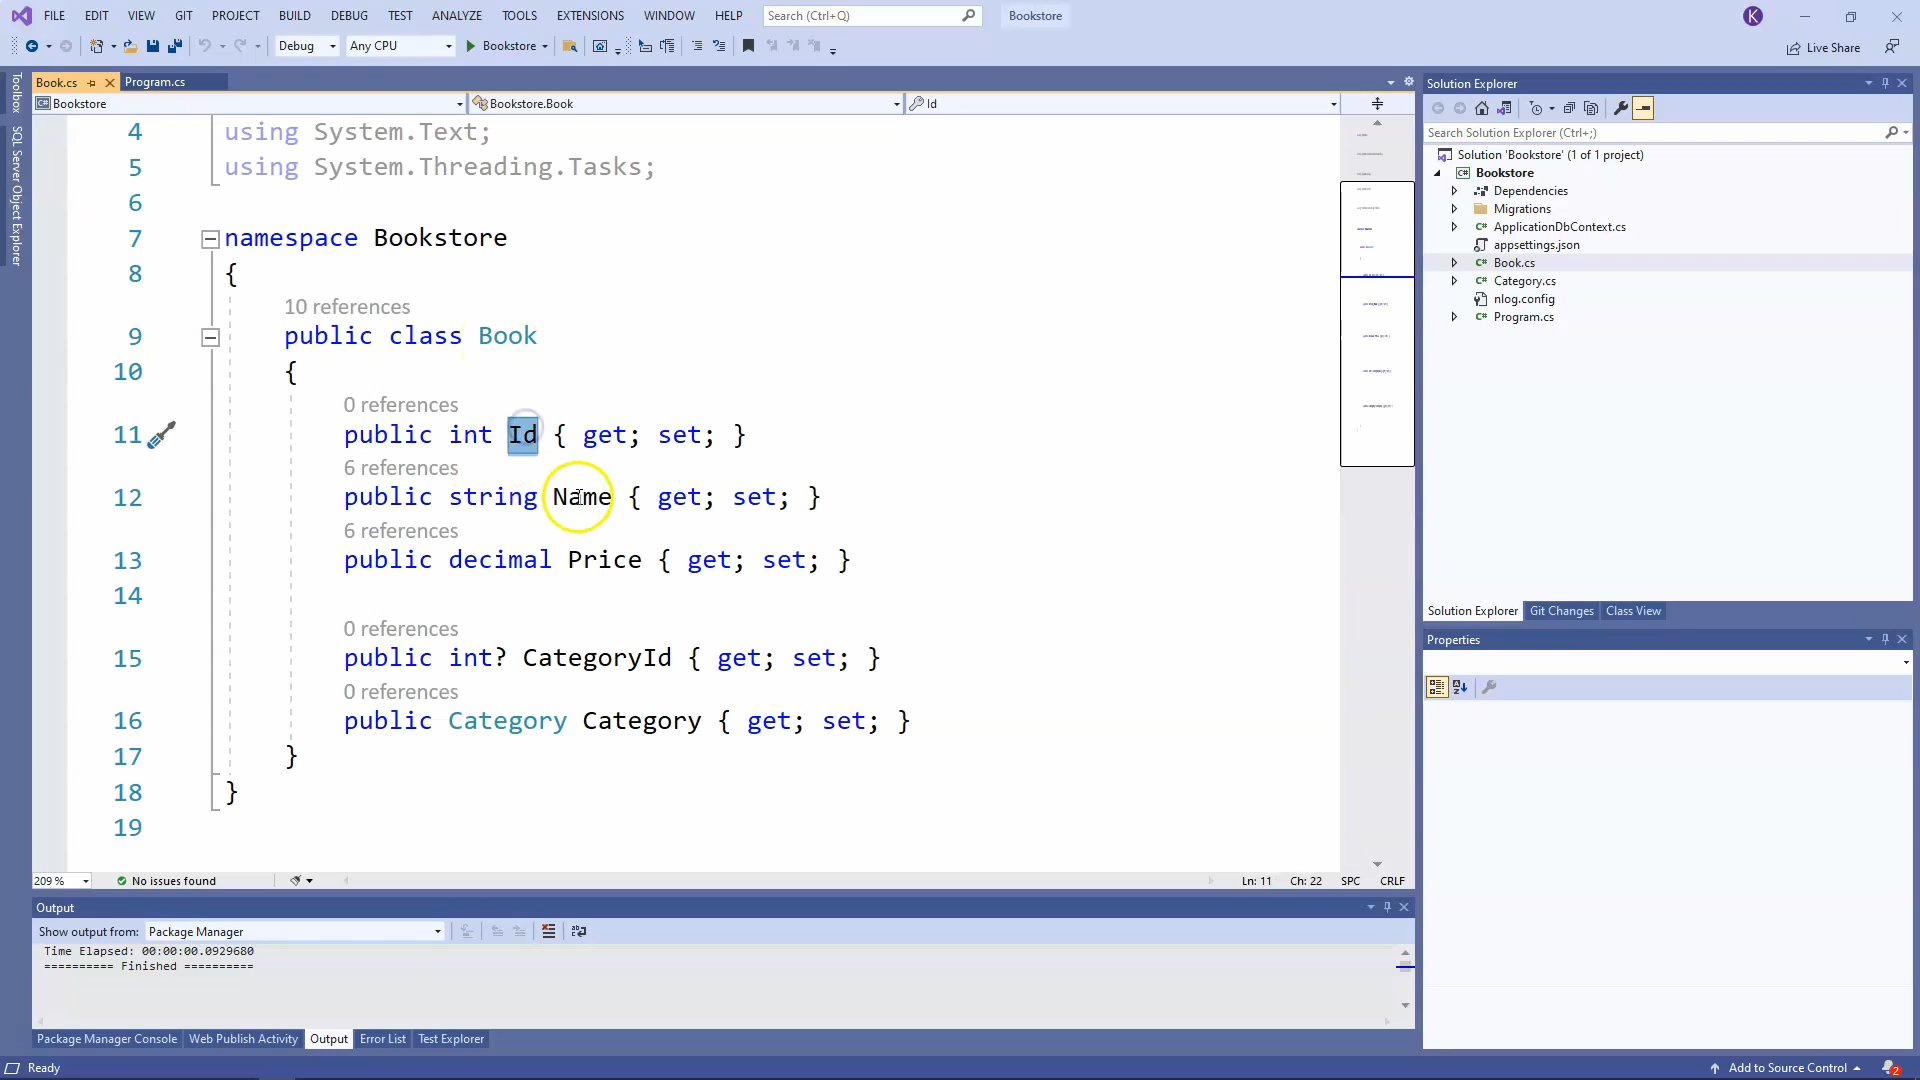 FILE EDIT VIEW GIT PROJECT BUILD DEBUG TEST ANALYZE TOOLS EXTENSIONS WINDOW HELP Search (Ctrl+Q) Bookstore K
Debug Any CPU Bookstore Live Share
Toolbox
SQL Server Object Explorer
Book.cs Program.cs
Bookstore Bookstore.Book Id
4 using System.Text;
5 using System.Threading.Tasks;
6
7 namespace Bookstore
8 {
10 references
9 public class Book
10 {
0 references
11 public int Id { get; set; }
6 references
12 public string Name { get; set; }
6 references
13 public decimal Price { get; set; }
14
0 references
15 public int? CategoryId { get; set; }
0 references
16 public Category Category { get; set; }
17 }
18 }
19
209 % No issues found Ln: 11 Ch: 22 SPC CRLF
Output
Show output from: Package Manager
Time Elapsed: 00:00:00.0929680
========== Finished ==========
Package Manager Console Web Publish Activity Output Error List Test Explorer
Solution Explorer
Search Solution Explorer (Ctrl+;)
Solution 'Bookstore' (1 of 1 project)
C# Bookstore
Dependencies
Migrations
C# ApplicationDbContext.cs
appsettings.json
C# Book.cs
C# Category.cs
nlog.config
C# Program.cs
Solution Explorer Git Changes Class View
Properties
Ready Add to Source Control 2